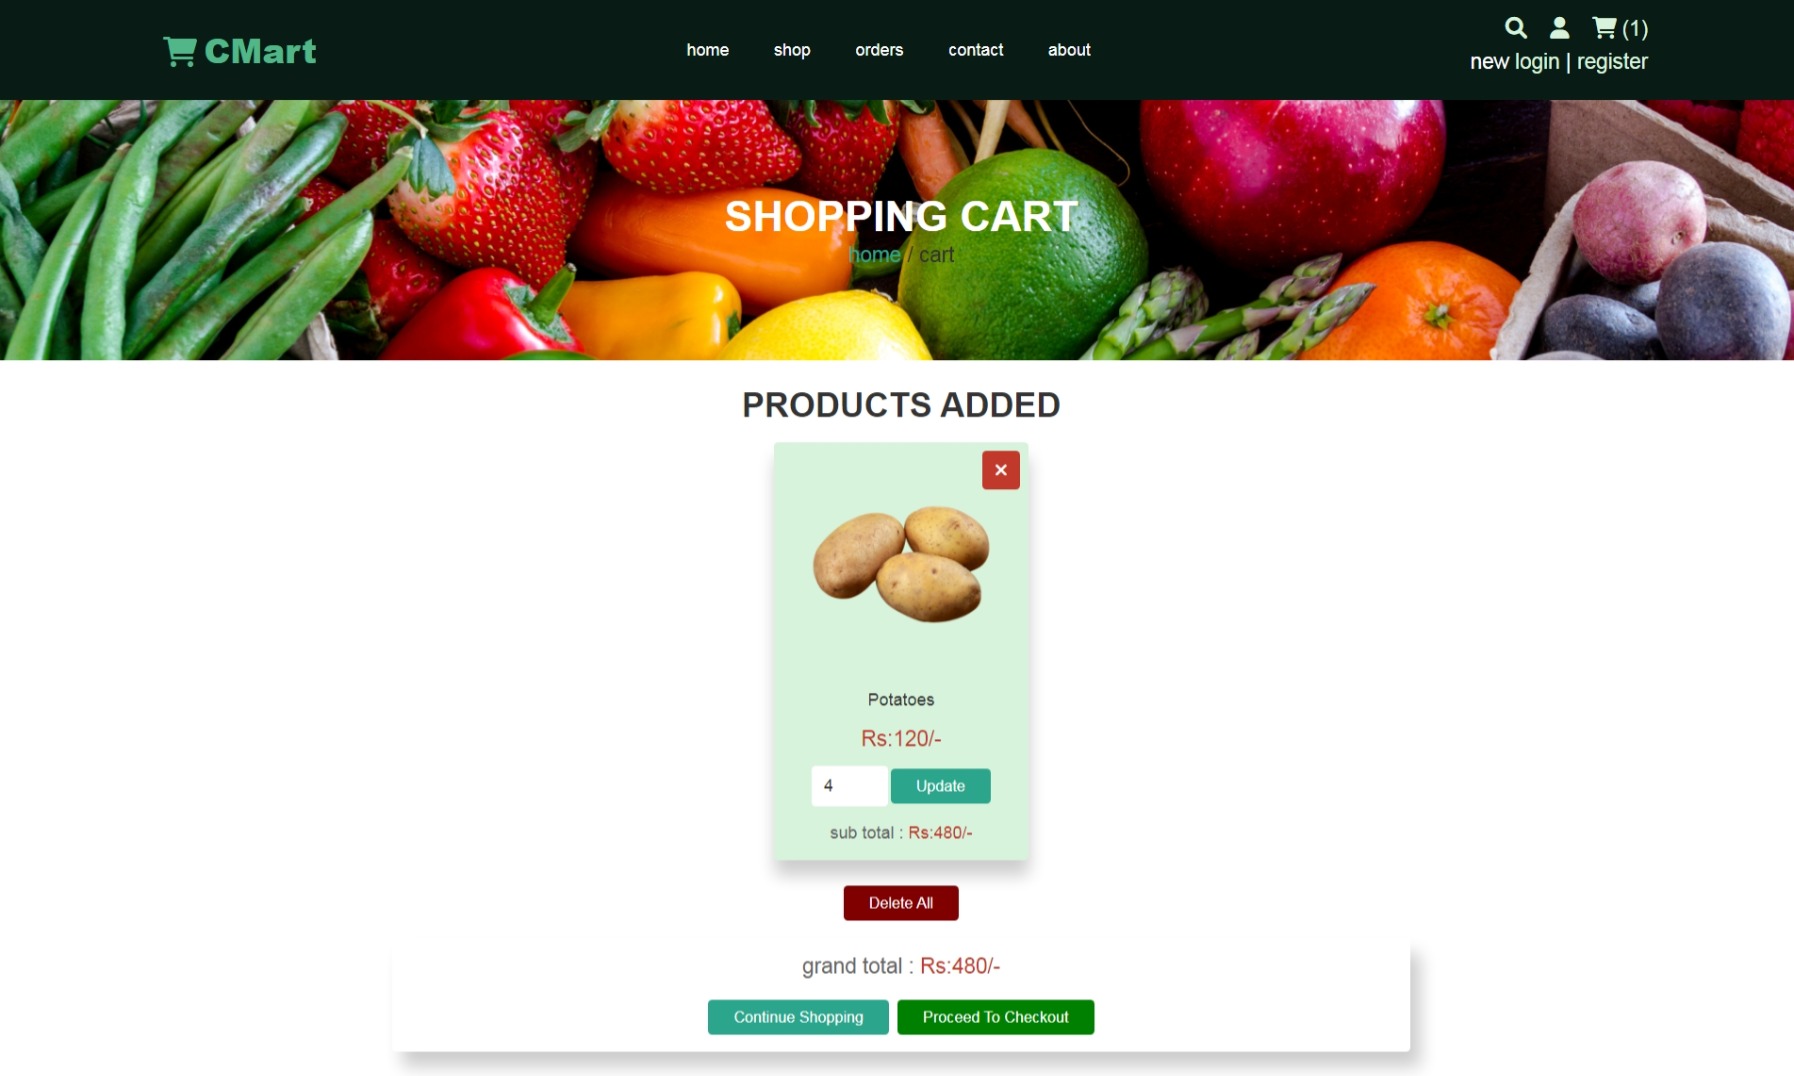 CMart
home shop orders contact about
(1)
new login | register
SHOPPING CART
home / cart
PRODUCTS ADDED
Potatoes
Rs:120/-
4 Update
sub total : Rs:480/-
Delete All
grand total : Rs:480/-
Continue Shopping Proceed To Checkout